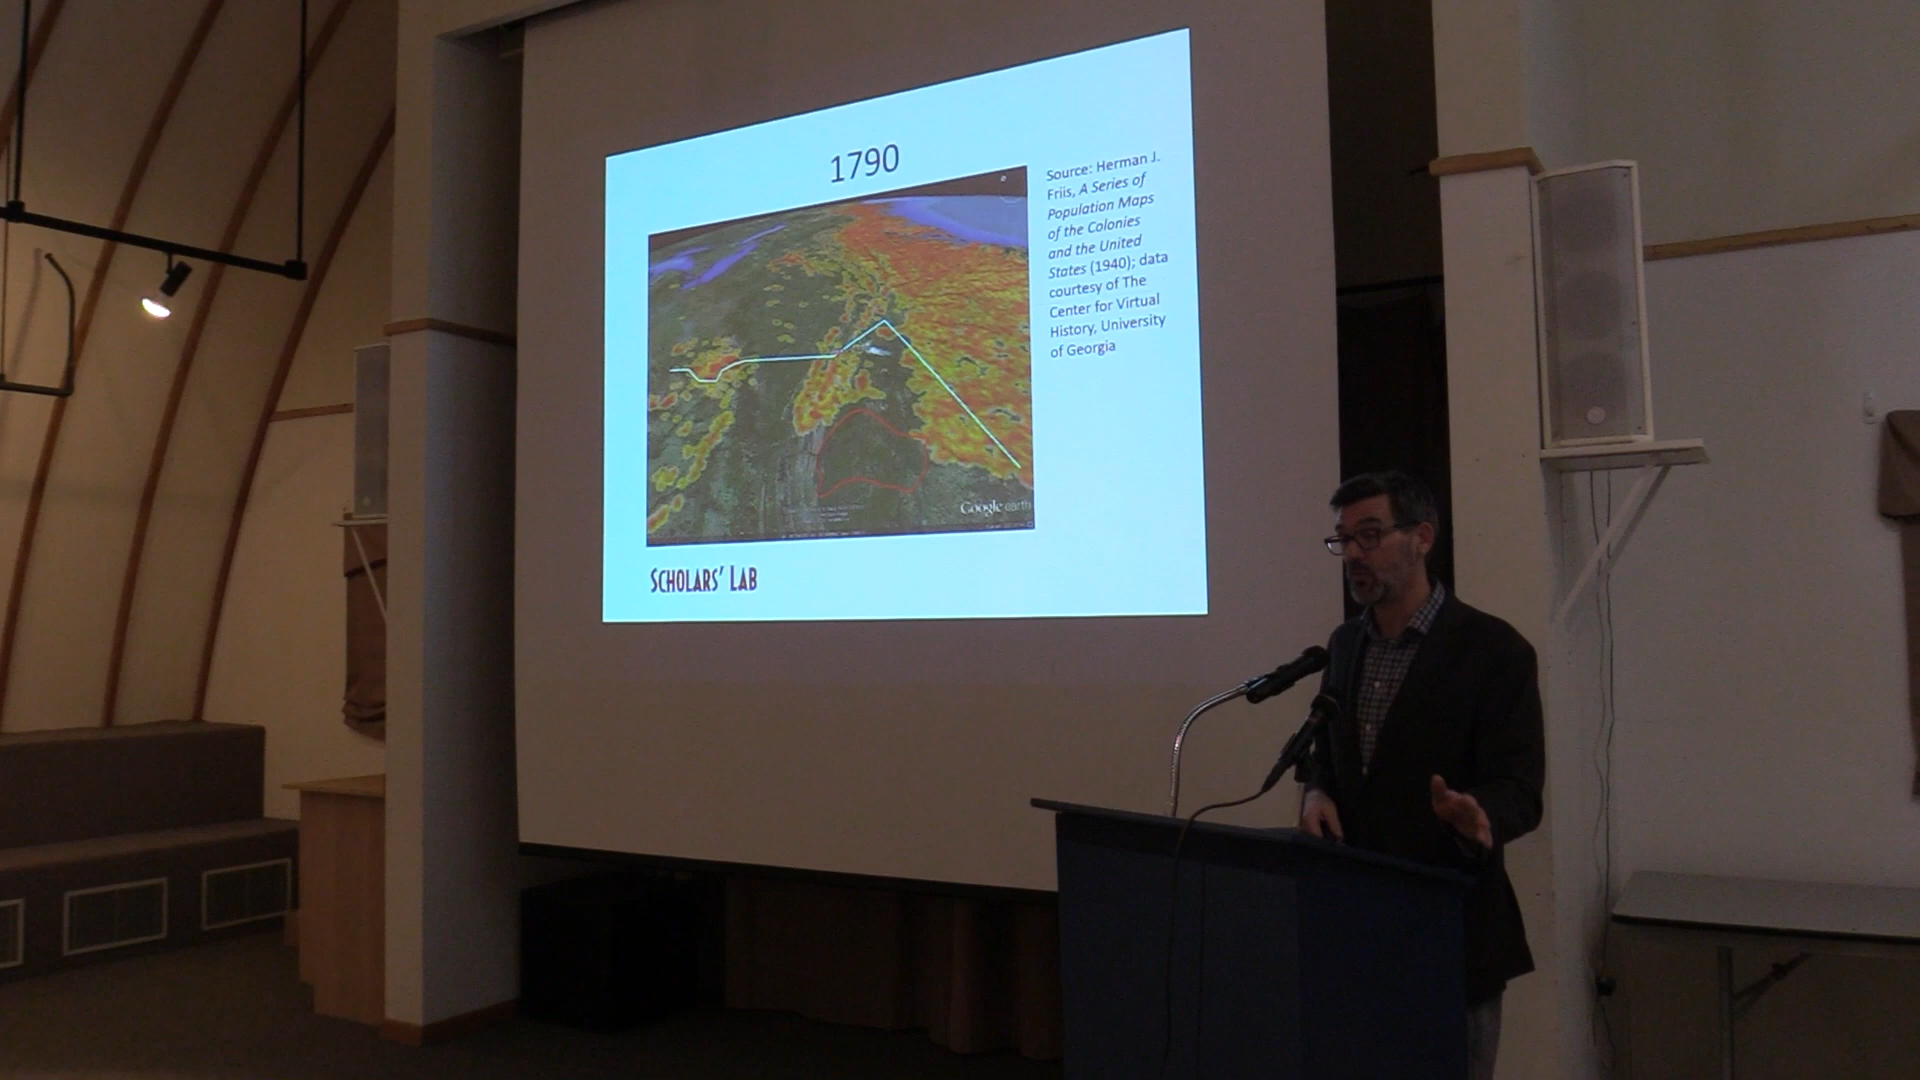 1790
Source: Herman J.
Friis, A Series of
Population Maps
of the Colonies
and the United
States (1940); data
courtesy of The
Center for Virtual
History, University
of Georgia
Google earth
SCHOLARS' LAB